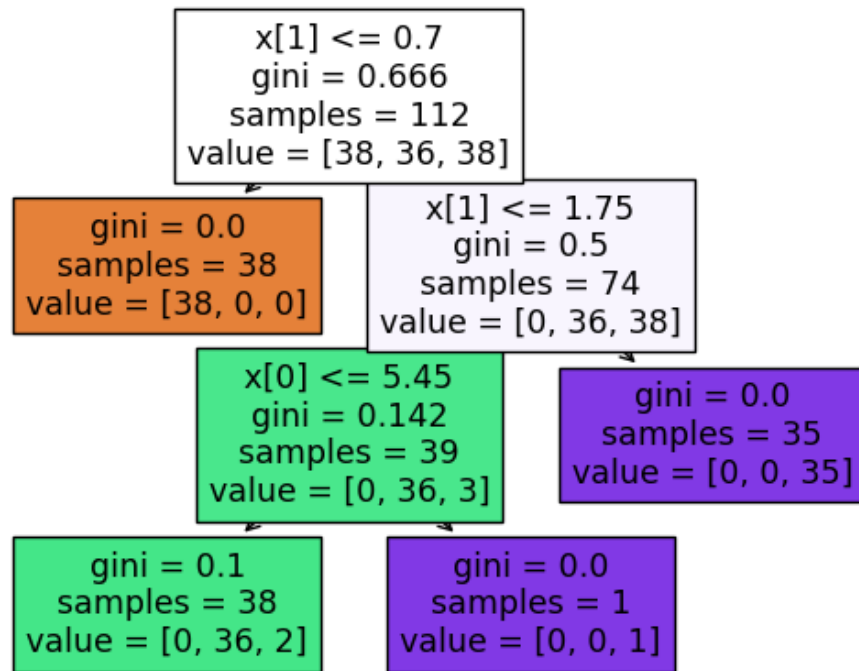 x[1] <= 0.7
gini = 0.666
samples = 112
value = [38, 36, 38]
gini = 0.0
samples = 38
value = [38, 0, 0]
x[1] <= 1.75
gini = 0.5
samples = 74
value = [0, 36, 38]
x[0] <= 5.45
gini = 0.142
samples = 39
value = [0, 36, 3]
gini = 0.0
samples = 35
value = [0, 0, 35]
gini = 0.1
samples = 38
value = [0, 36, 2]
gini = 0.0
samples = 1
value = [0, 0, 1]